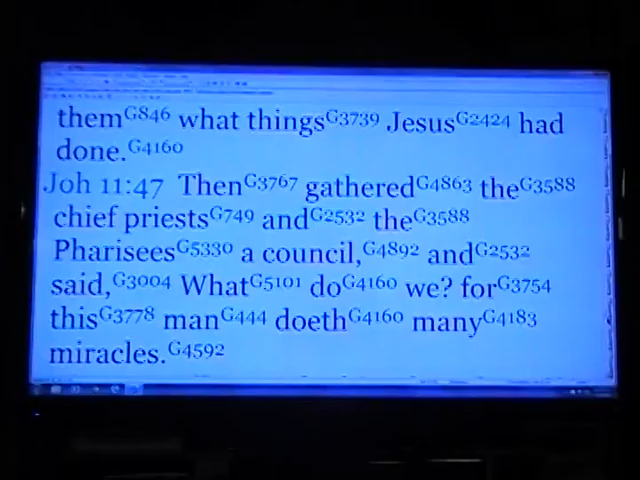 themG846 what thingsG3739 JesusG2424 had
done.G4160
Joh 11:47 ThenG3767 gatheredG4863 theG3588
chief priestsG749 andG2532 theG3588
PhariseesG5330 a council,G4892 andG2532
said,G3004 WhatG5101 doG4160 we? forG3754
thisG3778 manG444 doethG4160 manyG4183
miracles.G4592